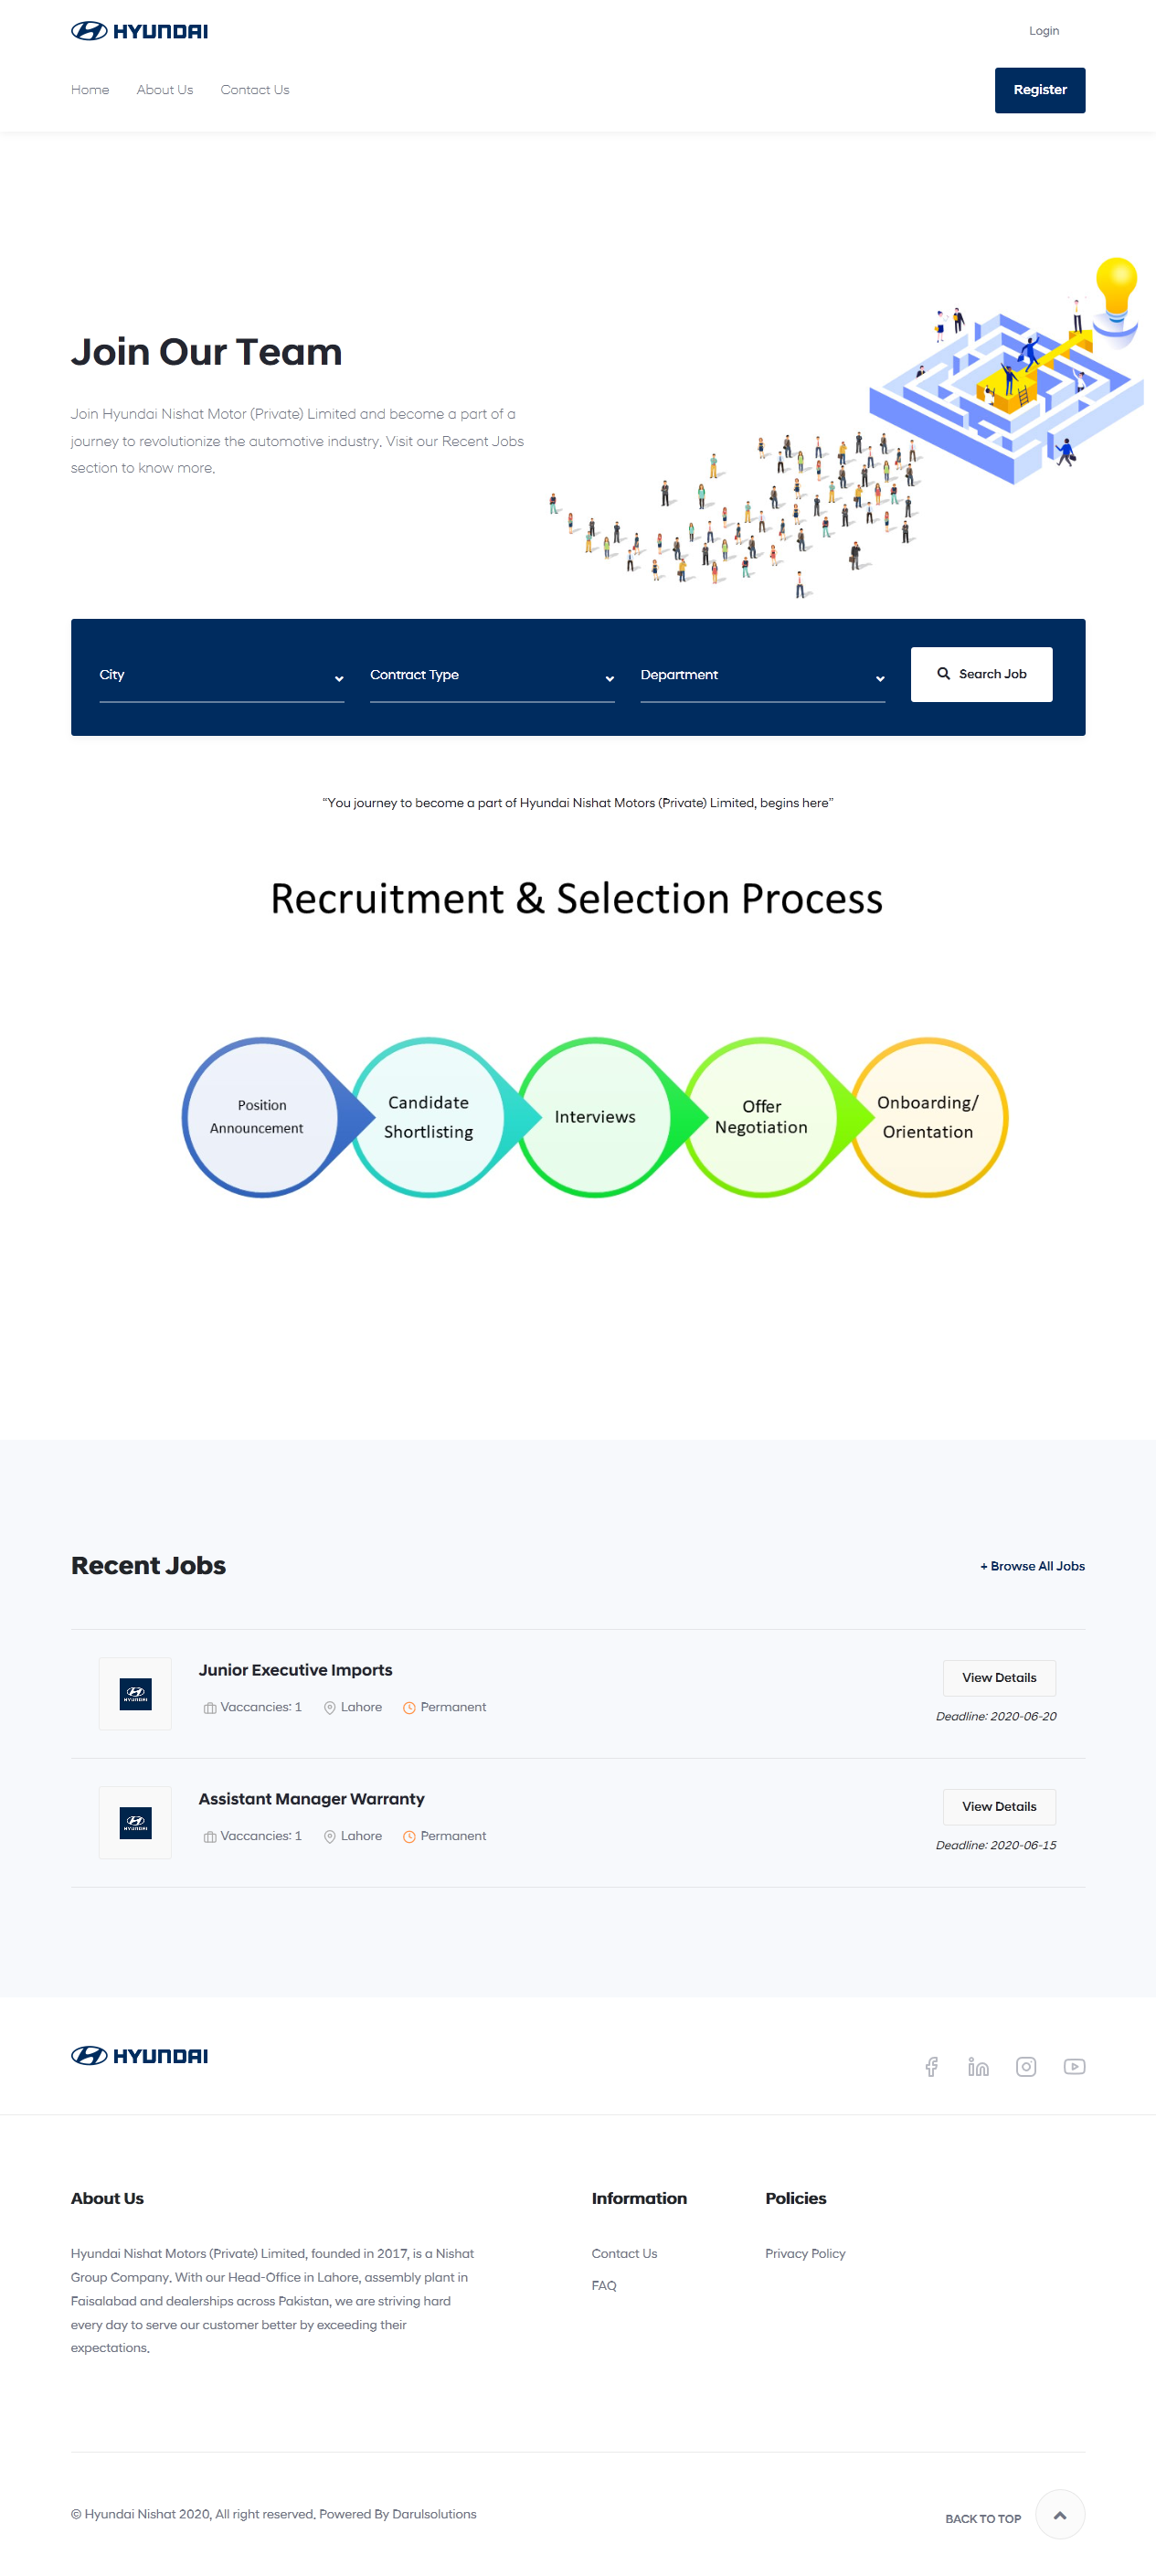 HYUNDAI
Login
Home About Us Contact Us
Register
Join Our Team
Join Hyundai Nishat Motor (Private) Limited and become a part of a
journey to revolutionize the automotive industry. Visit our Recent Jobs
section to know more.
City
Contract Type
Department
Search Job
“You journey to become a part of Hyundai Nishat Motors (Private) Limited, begins here”
Recruitment & Selection Process
Position
Announcement
Candidate
Shortlisting
Interviews
Offer
Negotiation
Onboarding/
Orientation
Recent Jobs
+ Browse All Jobs
HYUNDAI
Junior Executive Imports
Vaccancies: 1 Lahore Permanent
View Details
Deadline: 2020-06-20
HYUNDAI
Assistant Manager Warranty
Vaccancies: 1 Lahore Permanent
View Details
Deadline: 2020-06-15
HYUNDAI
About Us
Hyundai Nishat Motors (Private) Limited, founded in 2017, is a Nishat
Group Company. With our Head-Office in Lahore, assembly plant in
Faisalabad and dealerships across Pakistan, we are striving hard
every day to serve our customer better by exceeding their
expectations.
Information
Contact Us
FAQ
Policies
Privacy Policy
© Hyundai Nishat 2020, All right reserved. Powered By Darulsolutions
BACK TO TOP